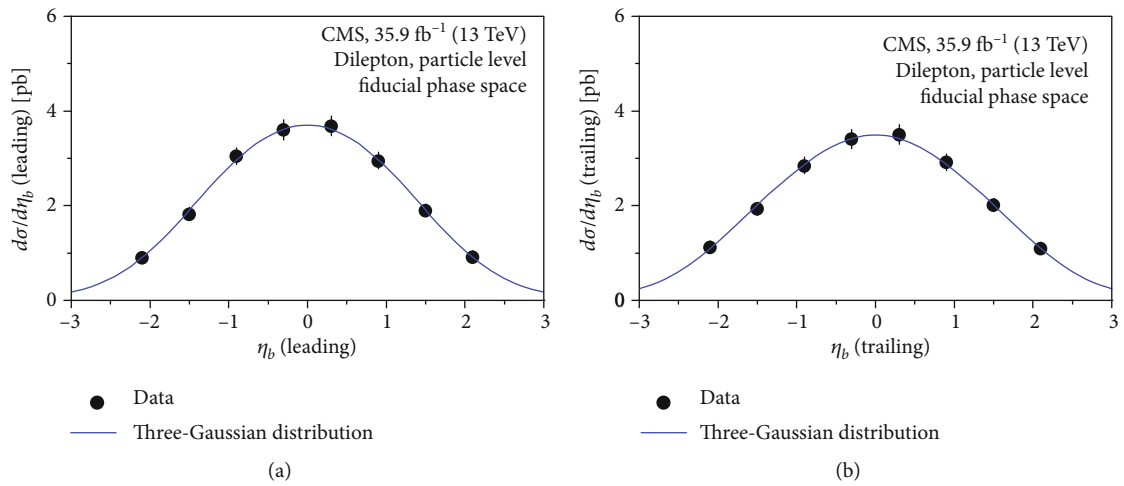 6
4
2
0
dσ/dη_b (leading) [pb]
CMS, 35.9 fb⁻¹ (13 TeV)
Dilepton, particle level
fiducial phase space
–3 –2 –1 0 1 2 3
η_b (leading)
Data
Three-Gaussian distribution
(a)
6
4
2
0
dσ/dη_b (trailing) [pb]
CMS, 35.9 fb⁻¹ (13 TeV)
Dilepton, particle level
fiducial phase space
–3 –2 –1 0 1 2 3
η_b (trailing)
Data
Three-Gaussian distribution
(b)